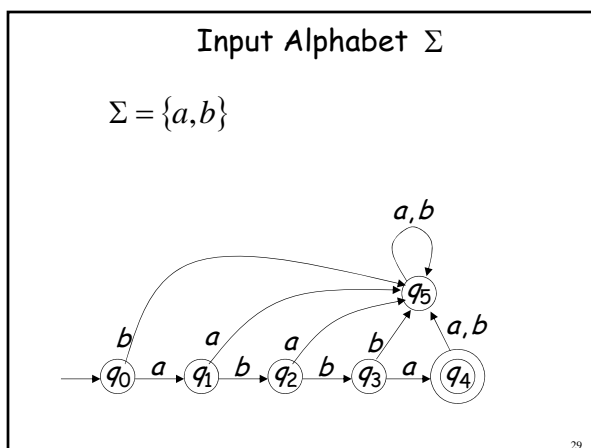 Input Alphabet Σ
Σ = {a,b}
a,b
q5
b a a b a,b
q0 a q1 b q2 b q3 a q4
29